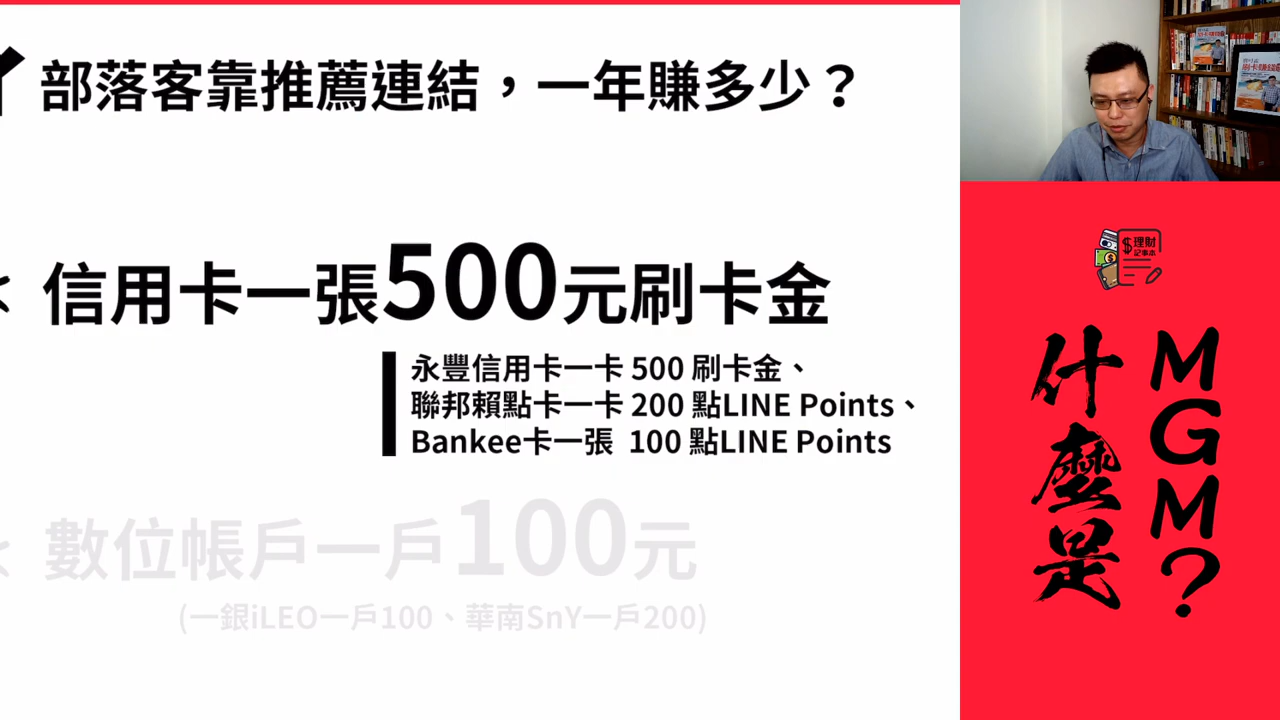 部落客靠推薦連結，一年賺多少？
信用卡一張500元刷卡金
永豐信用卡一卡 500 刷卡金、
聯邦賴點卡一卡 200 點LINE Points、
Bankee卡一張 100 點LINE Points
數位帳戶一戶100元
(一銀iLEO一戶100、華南SnY一戶200)
$理財
記事本
MGM?
什麼是